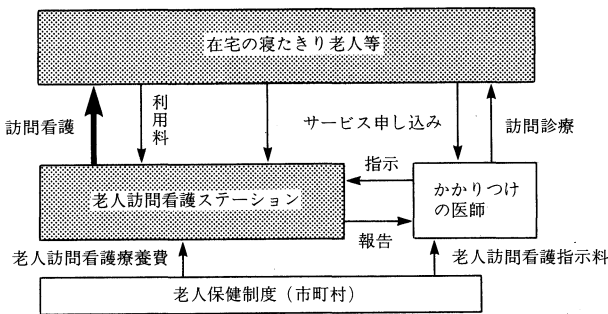 在宅の寝たきり老人等
訪問看護
利用料
サービス申し込み
訪問診療
指示
老人訪問看護ステーション
かかりつけ
の医師
報告
老人訪問看護療養費
老人訪問看護指示料
老人保健制度（市町村）